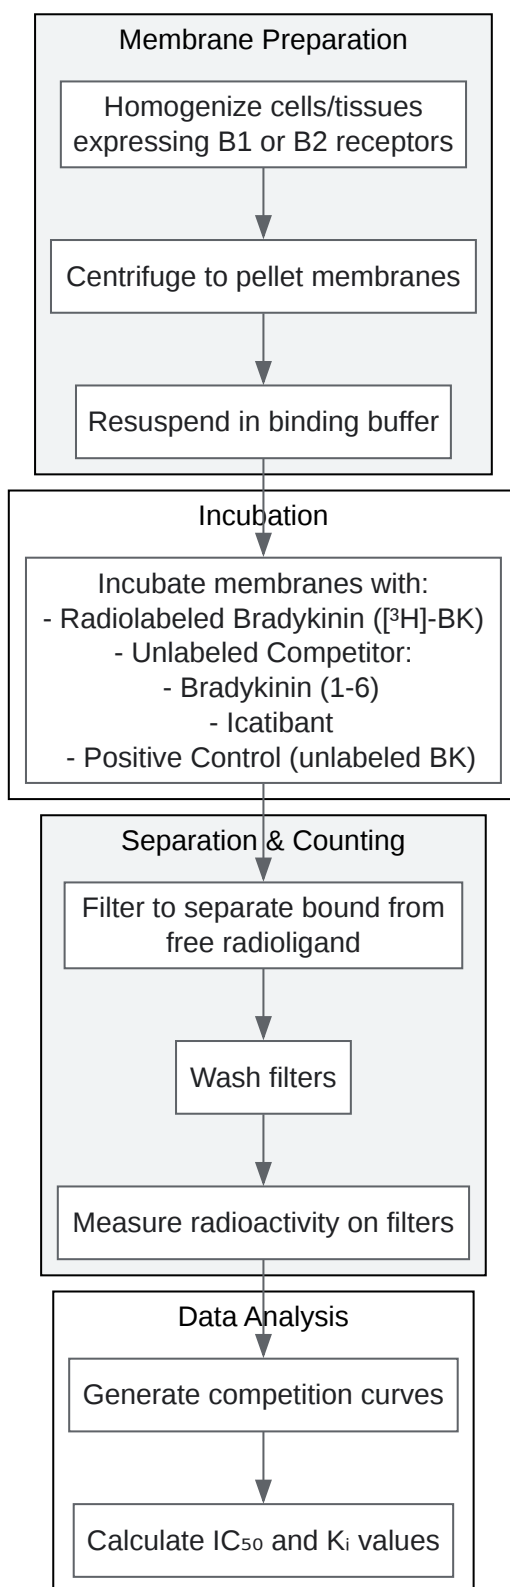 Membrane Preparation
Homogenize cells/tissues
expressing B1 or B2 receptors
Centrifuge to pellet membranes
Resuspend in binding buffer
Incubation
Incubate membranes with:
- Radiolabeled Bradykinin ([³H]-BK)
- Unlabeled Competitor:
- Bradykinin (1-6)
- Icatibant
- Positive Control (unlabeled BK)
Separation & Counting
Filter to separate bound from
free radioligand
Wash filters
Measure radioactivity on filters
Data Analysis
Generate competition curves
Calculate IC₅₀ and Kᵢ values